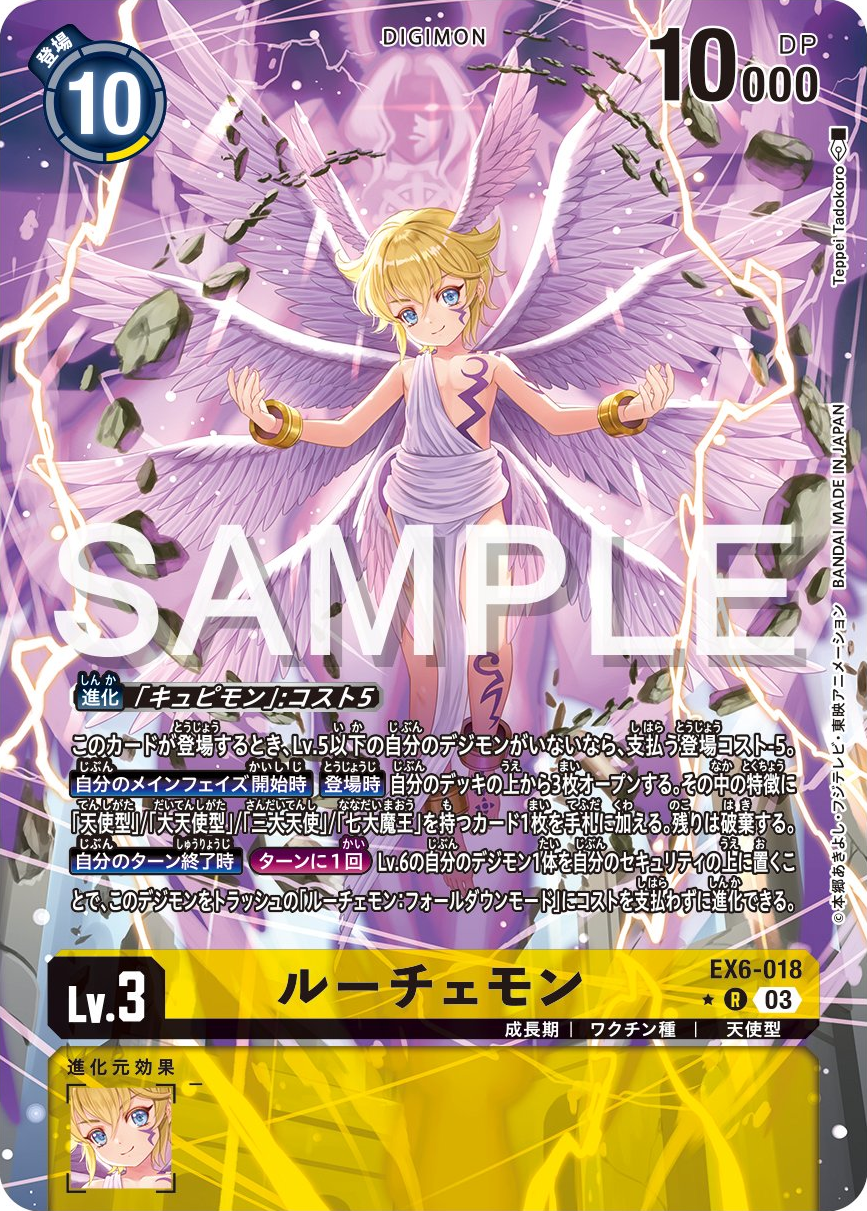 登場
10
DIGIMON
10000
DP
Teppei Tadokoro
©本郷あきよし・フジテレビ・東映アニメーション BANDAI MADE IN JAPAN
SAMPLE
進化 「キュピモン」:コスト5
このカードが登場するとき、Lv.5以下の自分のデジモンがいないなら、支払う登場コスト-5。
自分のメインフェイズ開始時 登場時 自分のデッキの上から3枚オープンする。その中の特徴に
「天使型」/「大天使型」/「三大天使」/「七大魔王」を持つカード1枚を手札に加える。残りは破棄する。
自分のターン終了時 ターンに1回 Lv.6の自分のデジモン1体を自分のセキュリティの上に置くこ
とで、このデジモンをトラッシュの「ルーチェモン:フォールダウンモード」にコストを支払わずに進化できる。
Lv.3
ルーチェモン
EX6-018
R 03
成長期 | ワクチン種 | 天使型
進化元効果